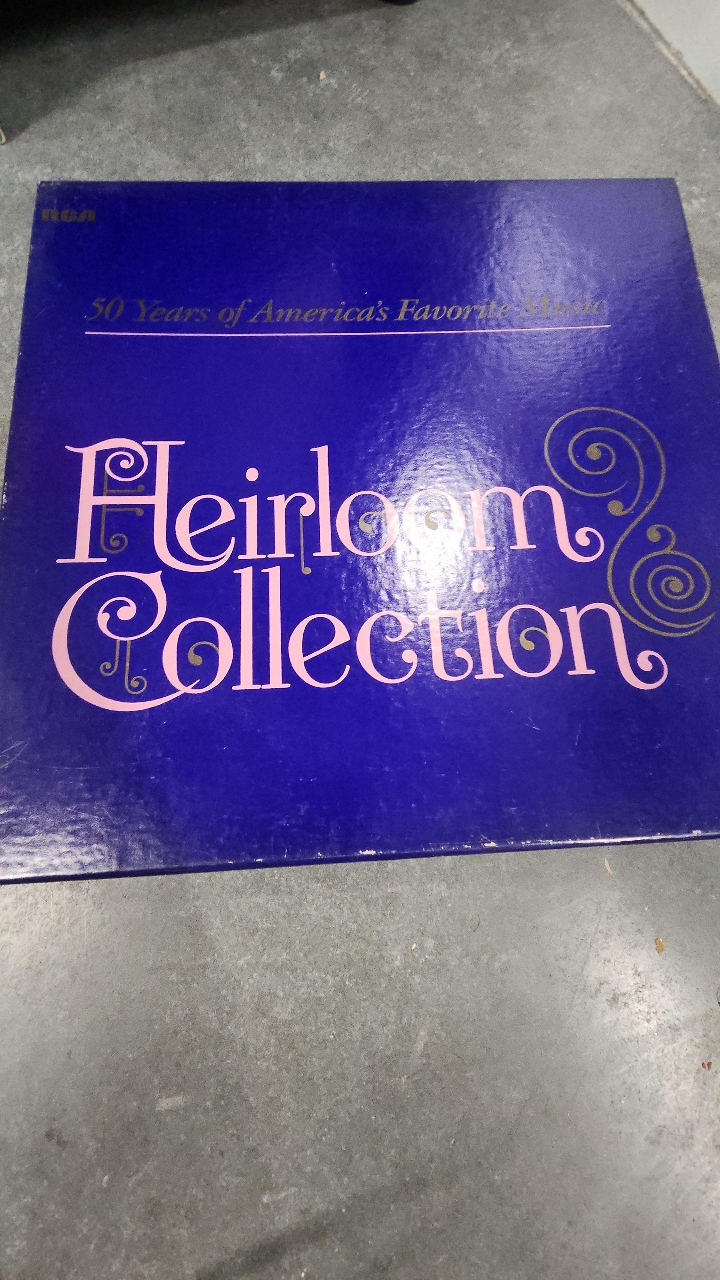 RCA
50 Years of America's Favorite Music
Heirloom
Collection